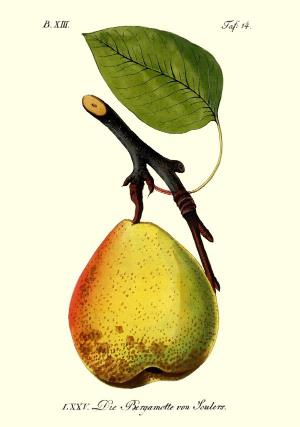 B. XIII.
Taf: 14.
LXXV. Die Bergamotte von Soulers.